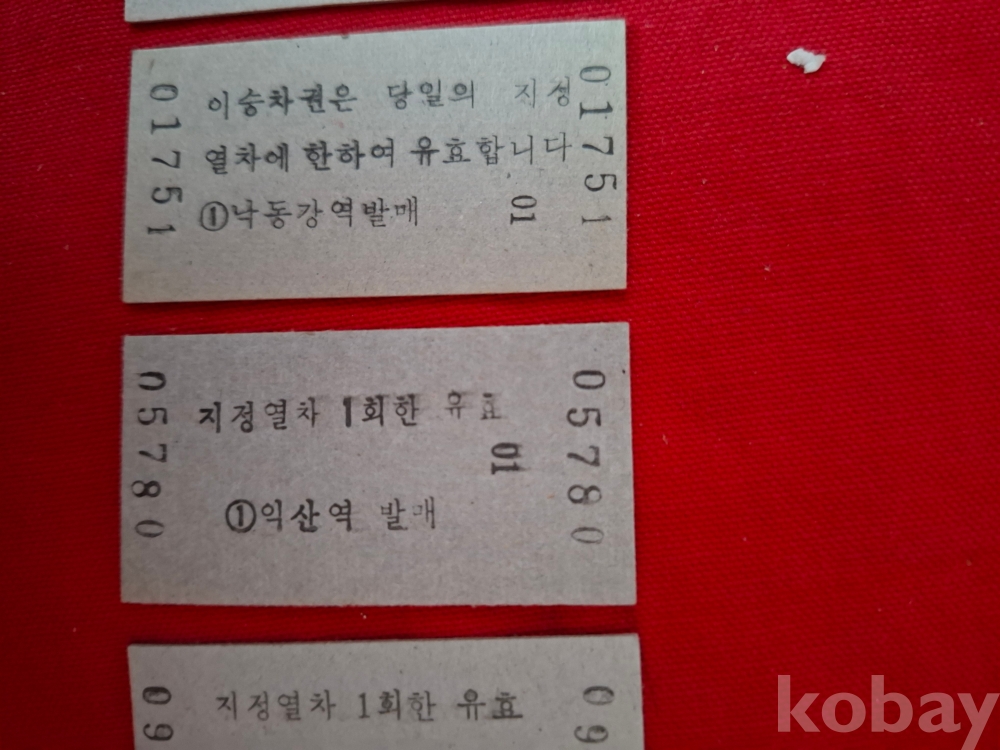 01751
이승차권은 당일의 지정
열차에 한하여 유효합니다
①낙동강역발매
01
01751
05780
지정열차 1회한 유효
01
①익산역 발매
05780
09
지정열차 1회한 유효
09
kobay